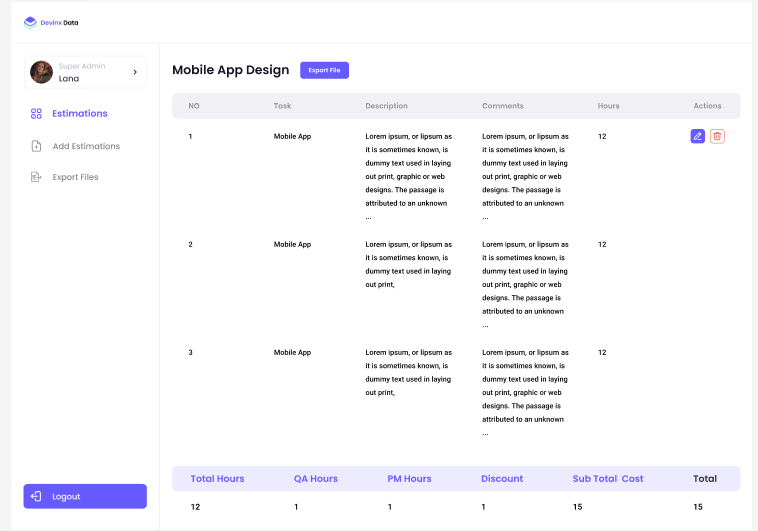 Devinx Data
Super Admin
Lana
Estimations
Add Estimations
Export Files
Logout
Mobile App Design
Export File
NO Task Description Comments Hours Actions
1
Mobile App
Lorem ipsum, or lipsum as
it is sometimes known, is
dummy text used in laying
out print, graphic or web
designs. The passage is
attributed to an unknown
...
Lorem ipsum, or lipsum as
it is sometimes known, is
dummy text used in laying
out print, graphic or web
designs. The passage is
attributed to an unknown
...
12
2
Mobile App
Lorem ipsum, or lipsum as
it is sometimes known, is
dummy text used in laying
out print,
Lorem ipsum, or lipsum as
it is sometimes known, is
dummy text used in laying
out print, graphic or web
designs. The passage is
attributed to an unknown
...
12
3
Mobile App
Lorem ipsum, or lipsum as
it is sometimes known, is
dummy text used in laying
out print,
Lorem ipsum, or lipsum as
it is sometimes known, is
dummy text used in laying
out print, graphic or web
designs. The passage is
attributed to an unknown
...
12
Total Hours QA Hours PM Hours Discount Sub Total Cost Total
12 1 1 1 15 15